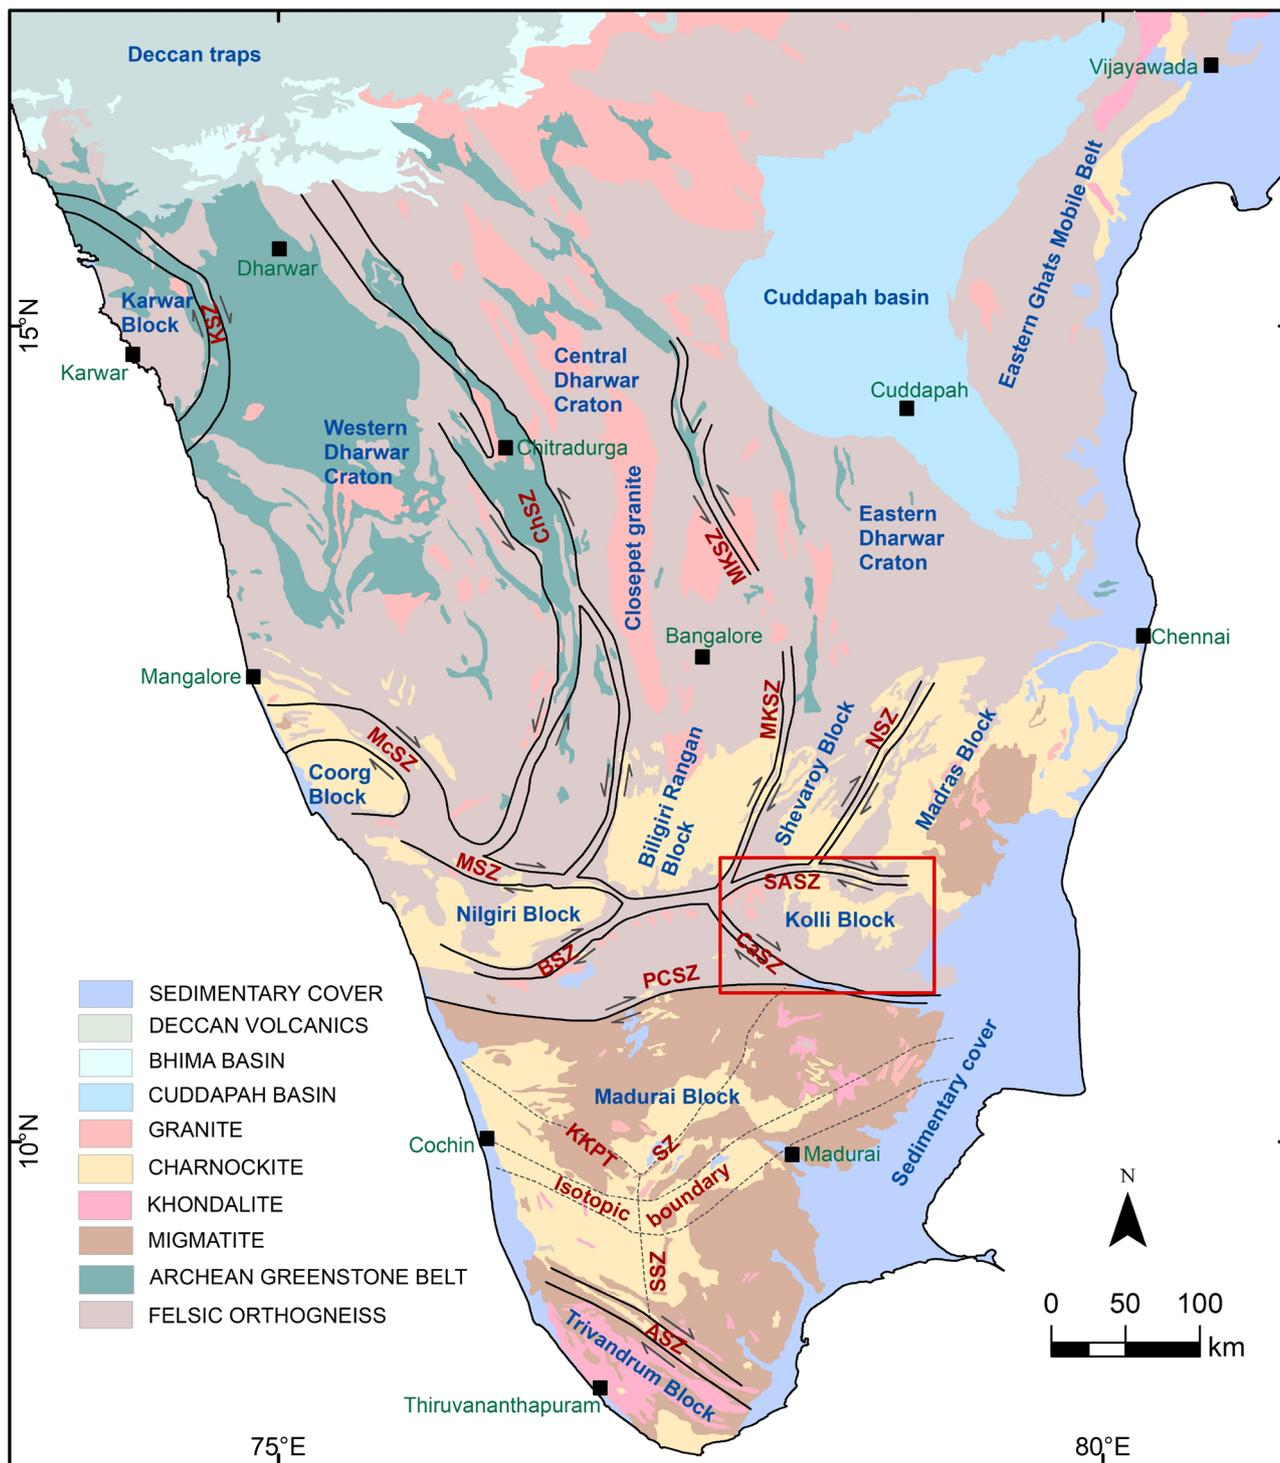 Deccan traps
Vijayawada
Eastern Ghats Mobile Belt
Dharwar
Karwar
Block
KSZ
Cuddapah basin
15°N
Karwar
Central
Dharwar
Craton
Cuddapah
Western
Dharwar
Craton
Chitradurga
ChSZ
Closepet granite
MKSZ
Eastern
Dharwar
Craton
Bangalore
Chennai
Mangalore
McSZ
MKSZ
NSZ
Coorg
Block
Biligiri Rangan
Block
Shevaroy Block
Madras Block
MSZ
SASZ
Nilgiri Block
Kolli Block
BSZ
CaSZ
PCSZ
SEDIMENTARY COVER
DECCAN VOLCANICS
BHIMA BASIN
CUDDAPAH BASIN
GRANITE
CHARNOCKITE
KHONDALITE
MIGMATITE
ARCHEAN GREENSTONE BELT
FELSIC ORTHOGNEISS
Madurai Block
Sedimentary cover
10°N
Cochin
KKPT
SZ
Madurai
Isotopic
boundary
SSZ
N
0 50 100
km
ASZ
Trivandrum Block
Thiruvananthapuram
75°E
80°E